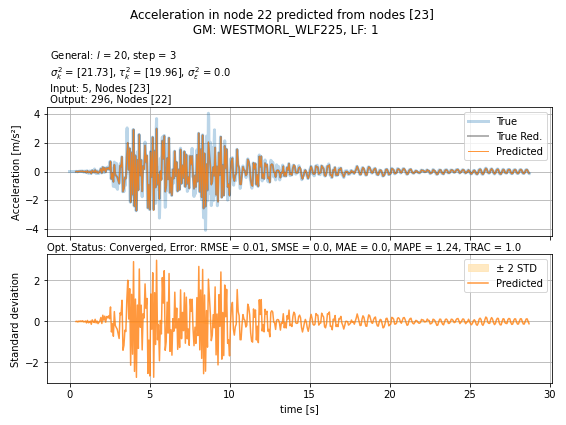 Acceleration in node 22 predicted from nodes [23]
GM: WESTMORL_WLF225, LF: 1
General: l = 20, step = 3
σ²ₖ = [21.73], τ²ₖ = [19.96], σ²ε = 0.0
Input: 5, Nodes [23]
Output: 296, Nodes [22]
4
2
0
−2
−4
Acceleration [m/s²]
True
True Red.
Predicted
Opt. Status: Converged, Error: RMSE = 0.01, SMSE = 0.0, MAE = 0.0, MAPE = 1.24, TRAC = 1.0
2
0
−2
Standard deviation
± 2 STD
Predicted
0 5 10 15 20 25 30
time [s]